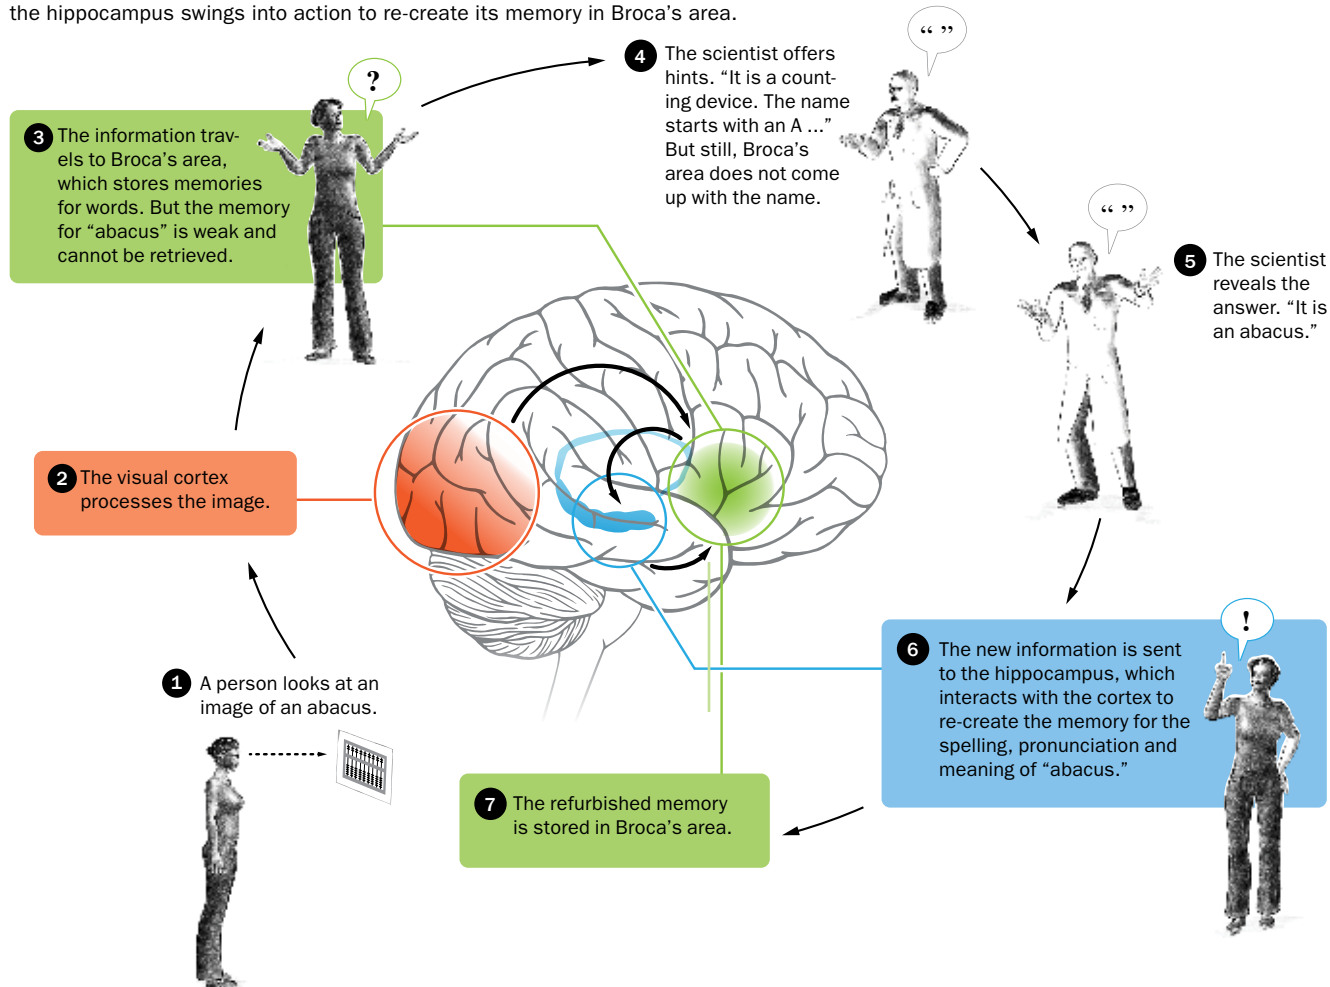 the hippocampus swings into action to re-create its memory in Broca’s area.
1 A person looks at an
image of an abacus.
2 The visual cortex
processes the image.
?
3 The information trav-
els to Broca’s area,
which stores memories
for words. But the memory
for “abacus” is weak and
cannot be retrieved.
“ ”
4 The scientist offers
hints. “It is a count-
ing device. The name
starts with an A ...”
But still, Broca’s
area does not come
up with the name.
“ ”
5 The scientist
reveals the
answer. “It is
an abacus.”
!
6 The new information is sent
to the hippocampus, which
interacts with the cortex to
re-create the memory for the
spelling, pronunciation and
meaning of “abacus.”
7 The refurbished memory
is stored in Broca’s area.